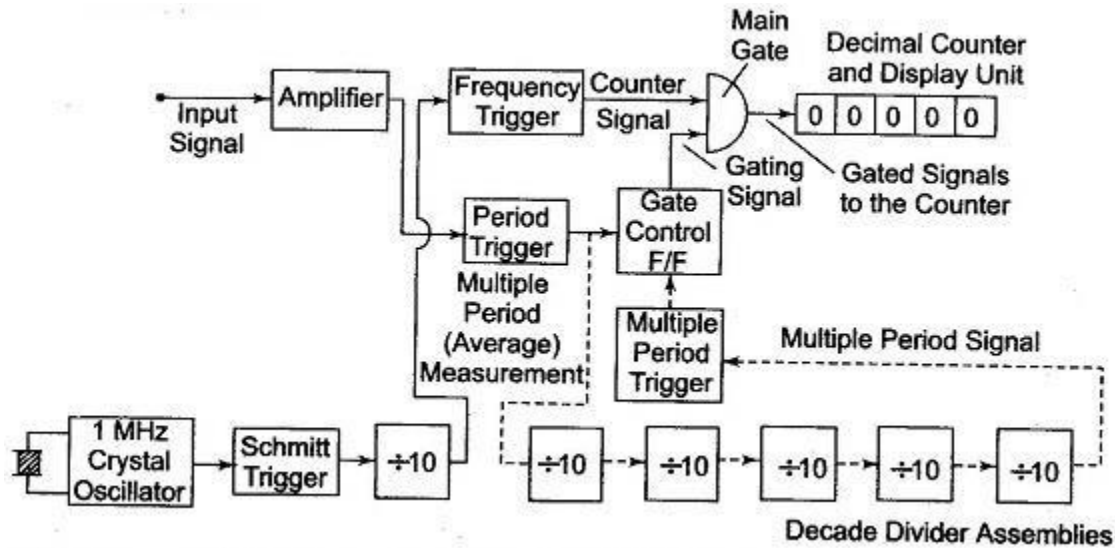 Main
Gate
Decimal Counter
and Display Unit
Input
Signal
Amplifier
Frequency
Trigger
Counter
Signal
0 0 0 0 0
Gating
Signal
Gated Signals
to the Counter
Period
Trigger
Gate
Control
F/F
Multiple
Period
(Average)
Measurement
Multiple
Period
Trigger
Multiple Period Signal
1 MHz
Crystal
Oscillator
Schmitt
Trigger
÷10
÷10
÷10
÷10
÷10
÷10
Decade Divider Assemblies